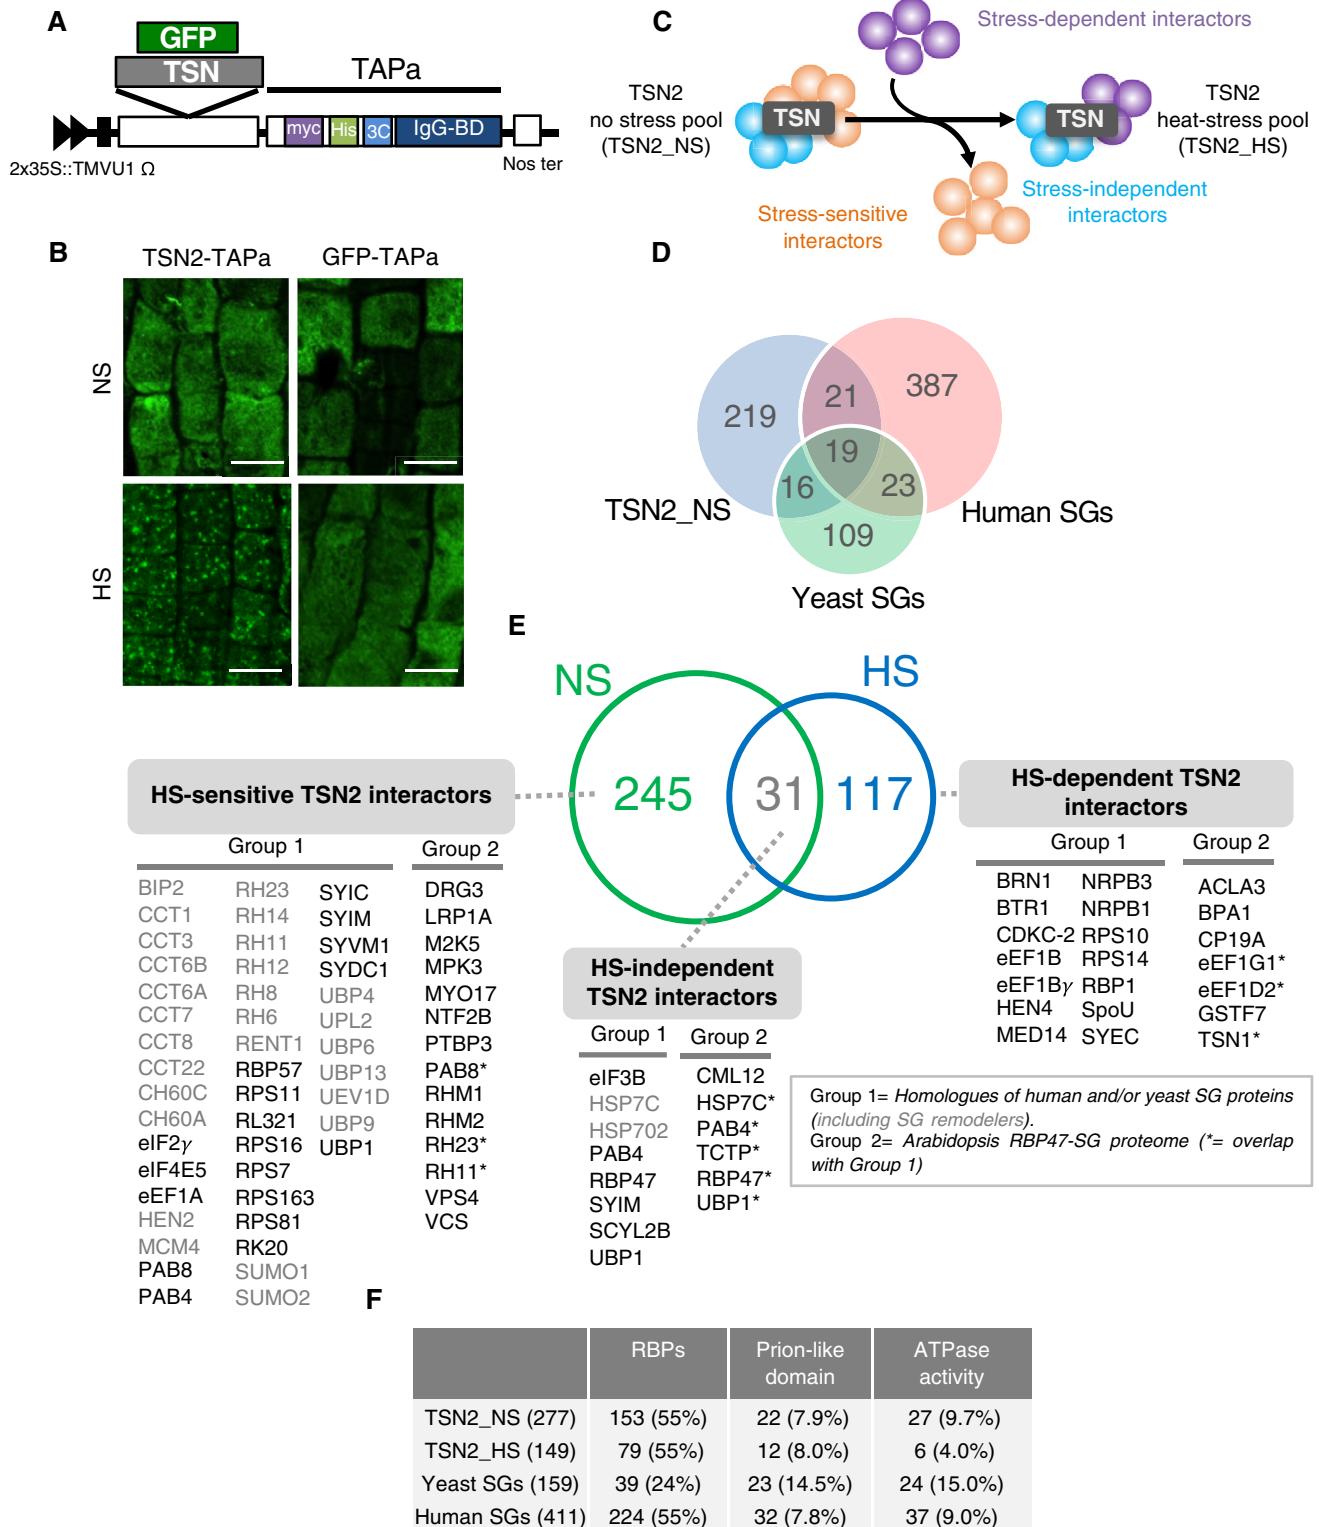 A
GFP
TSN
TAPa
myc
His
3C
IgG-BD
Nos ter
2x35S::TMVU1 Ω
C
Stress-dependent interactors
TSN2
no stress pool
(TSN2_NS)
TSN
TSN
TSN2
heat-stress pool
(TSN2_HS)
Stress-sensitive
interactors
Stress-independent
interactors
B
TSN2-TAPa
GFP-TAPa
NS
HS
D
219
21
387
19
16
23
109
TSN2_NS
Human SGs
Yeast SGs
E
NS
HS
245
31
117
HS-sensitive TSN2 interactors
Group 1
BIP2
CCT1
CCT3
CCT6B
CCT6A
CCT7
CCT8
CCT22
CH60C
CH60A
eIF2γ
eIF4E5
eEF1A
HEN2
MCM4
PAB8
PAB4
RH23
RH14
RH11
RH12
RH8
RH6
RENT1
RBP57
RPS11
RL321
RPS16
RPS7
RPS163
RPS81
RK20
SUMO1
SUMO2
SYIC
SYIM
SYVM1
SYDC1
UBP4
UPL2
UBP6
UBP13
UEV1D
UBP9
UBP1
Group 2
DRG3
LRP1A
M2K5
MPK3
MYO17
NTF2B
PTBP3
PAB8*
RHM1
RHM2
RH23*
RH11*
VPS4
VCS
HS-independent
TSN2 interactors
Group 1
eIF3B
HSP7C
HSP702
PAB4
RBP47
SYIM
SCYL2B
UBP1
Group 2
CML12
HSP7C*
PAB4*
TCTP*
RBP47*
UBP1*
HS-dependent TSN2
interactors
Group 1
BRN1
BTR1
CDKC-2
eEF1B
eEF1Bγ
HEN4
MED14
NRPB3
NRPB1
RPS10
RPS14
RBP1
SpoU
SYEC
Group 2
ACLA3
BPA1
CP19A
eEF1G1*
eEF1D2*
GSTF7
TSN1*
Group 1= Homologues of human and/or yeast SG proteins
(including SG remodelers).
Group 2= Arabidopsis RBP47-SG proteome (*= overlap
with Group 1)
F
RBPs
Prion-like
domain
ATPase
activity
TSN2_NS (277) 153 (55%) 22 (7.9%) 27 (9.7%)
TSN2_HS (149) 79 (55%) 12 (8.0%) 6 (4.0%)
Yeast SGs (159) 39 (24%) 23 (14.5%) 24 (15.0%)
Human SGs (411) 224 (55%) 32 (7.8%) 37 (9.0%)